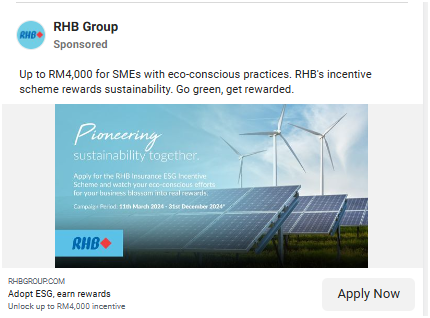 RHB
RHB Group
Sponsored
Up to RM4,000 for SMEs with eco-conscious practices. RHB's incentive
scheme rewards sustainability. Go green, get rewarded.
Pioneering
sustainability together.
Apply for the RHB Insurance ESG Incentive
Scheme and watch your eco-conscious efforts
for your business blossom into real rewards.
Campaign Period: 11th March 2024 - 31st December 2024*
RHB
RHBGROUP.COM
Adopt ESG, earn rewards
Unlock up to RM4,000 incentive
Apply Now